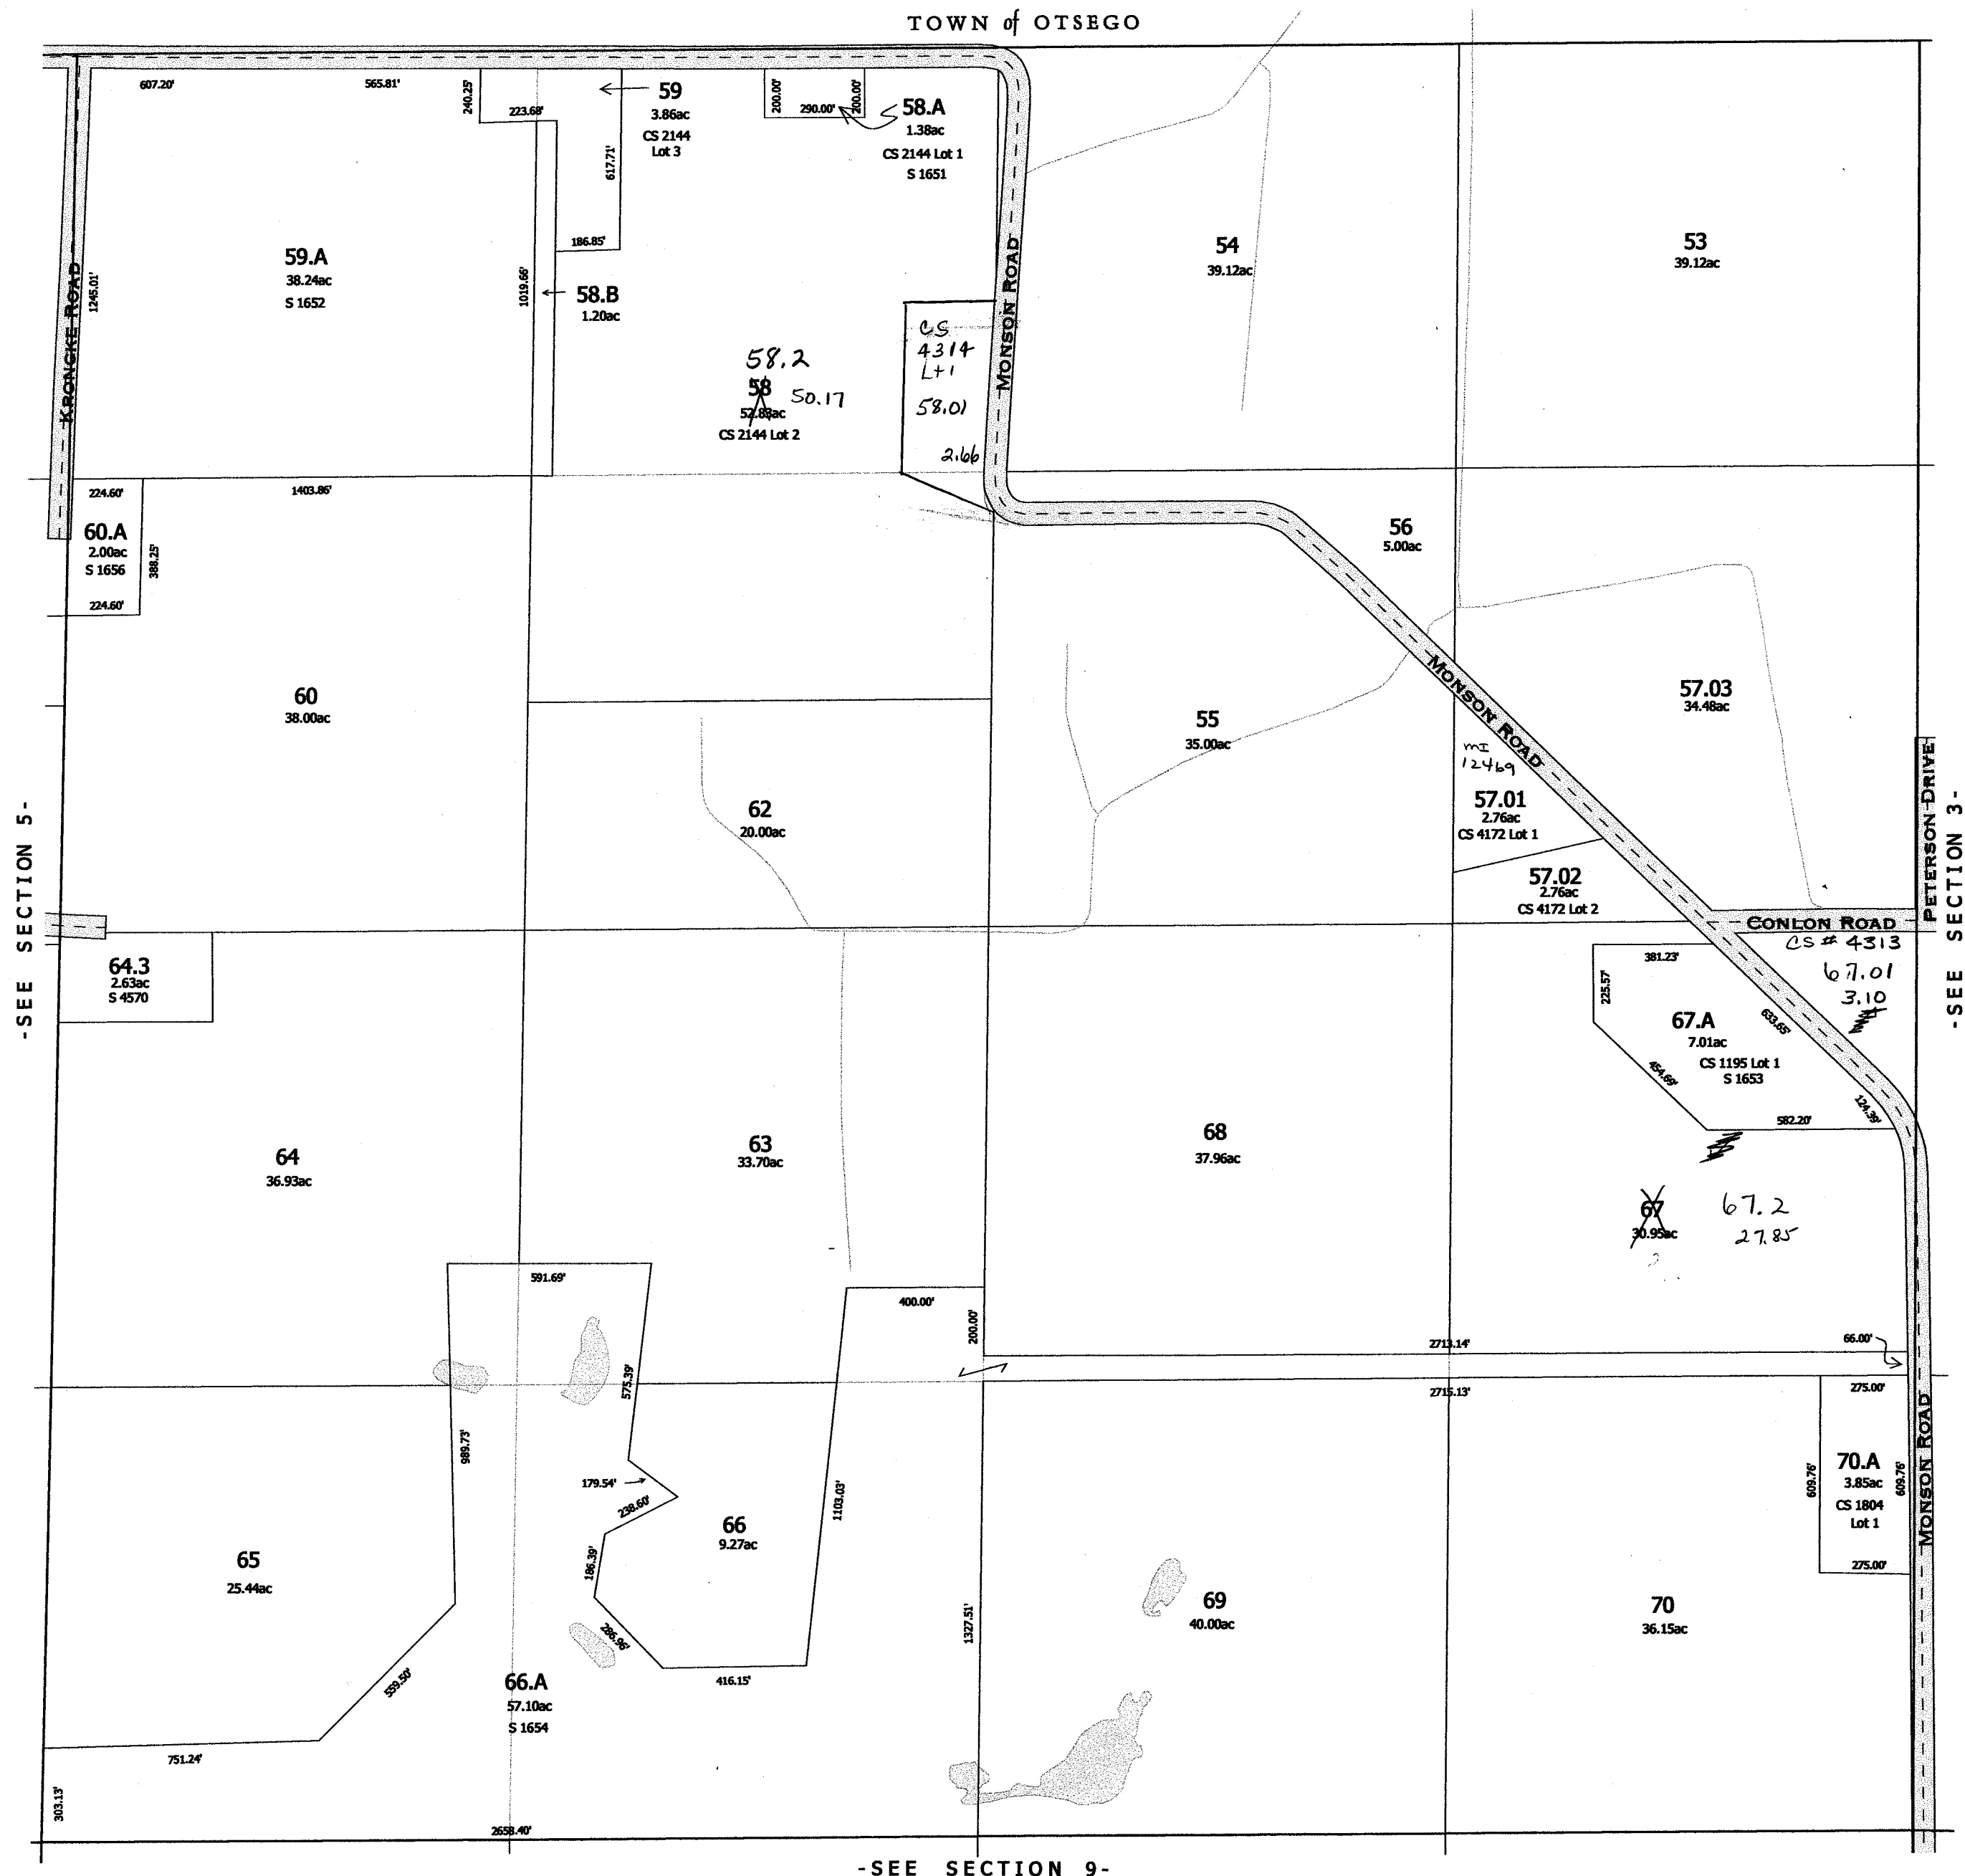 TOWN of OTSEGO
607.20'
565.81'
240.25'
223.68'
59
3.86ac
CS 2144
Lot 3
617.71'
186.85'
200.00'
290.00'
200.00'
58.A
1.38ac
CS 2144 Lot 1
S 1651
KRONCKE ROAD
1245.01'
59.A
38.24ac
S 1652
1019.66'
58.B
1.20ac
58.2
58
50.17
52.83ac
CS 2144 Lot 2
CS
4314
Lt 1
58.01
2.66
MONSON ROAD
54
39.12ac
53
39.12ac
224.60'
1403.86'
60.A
2.00ac
S 1656
388.25'
224.60'
56
5.00ac
60
38.00ac
62
20.00ac
55
35.00ac
MONSON ROAD
57.03
34.48ac
MI
12469
57.01
2.76ac
CS 4172 Lot 1
57.02
2.76ac
CS 4172 Lot 2
PETERSON DRIVE
-SEE SECTION 5-
-SEE SECTION 3-
CONLON ROAD
CS # 4313
67.01
3.10
64.3
2.63ac
S 4570
381.23'
225.57'
67.A
7.01ac
CS 1195 Lot 1
S 1653
633.65'
454.69'
124.39'
582.20'
64
36.93ac
63
33.70ac
68
37.96ac
67
30.95ac
67.2
27.85
591.69'
400.00'
200.00'
2713.14'
66.00'
575.39'
2715.13'
275.00'
989.73'
179.54'
238.60'
186.39'
66
9.27ac
1103.03'
286.96'
416.15'
65
25.44ac
559.50'
66.A
57.10ac
S 1654
751.24'
303.13'
2658.40'
1327.51'
69
40.00ac
70
36.15ac
609.76'
70.A
3.85ac
CS 1804
Lot 1
609.76'
275.00'
MONSON ROAD
-SEE SECTION 9-